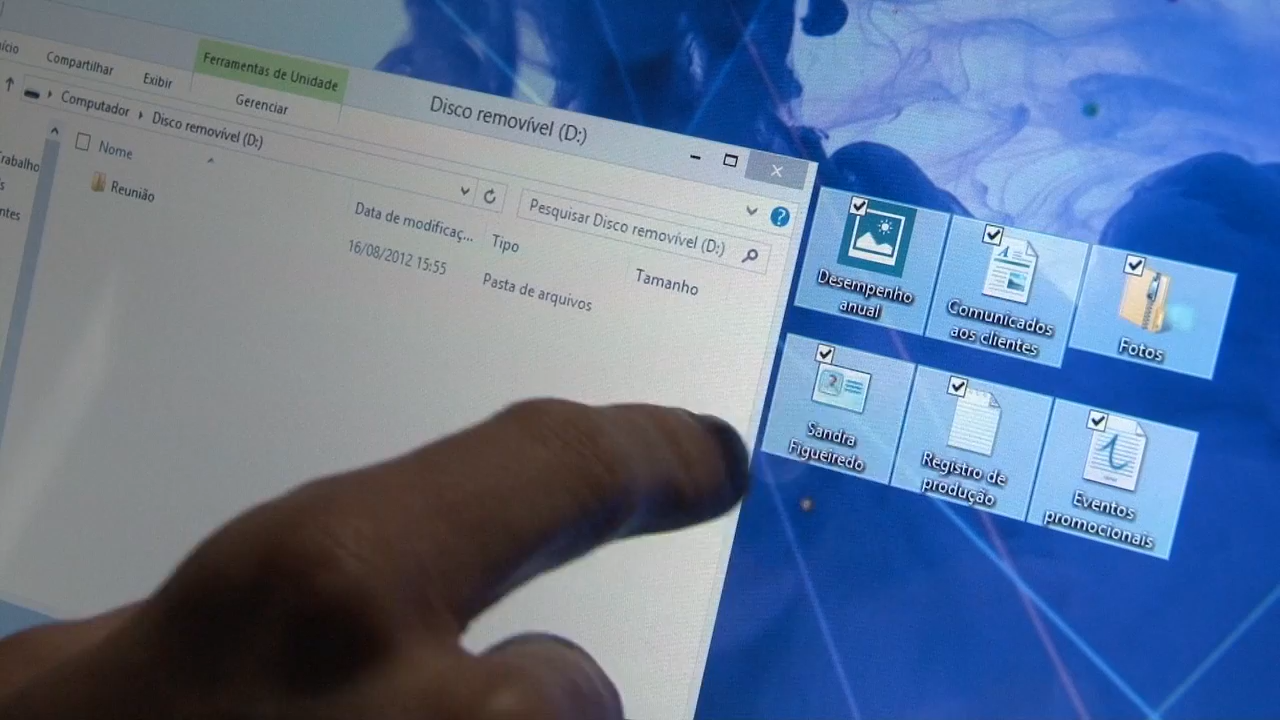 Disco removível (D:)
Ferramentas de Unidade
Compartilhar
Exibir
Gerenciar
Computador
Disco removível (D:)
Pesquisar Disco removível (D:)
Nome
Data de modificaç...
Tipo
Tamanho
Reunião
16/08/2012 15:55
Pasta de arquivos
Desempenho
anual
Comunicados
aos clientes
Fotos
Sandra
Figueiredo
Registro de
produção
Eventos
promocionais